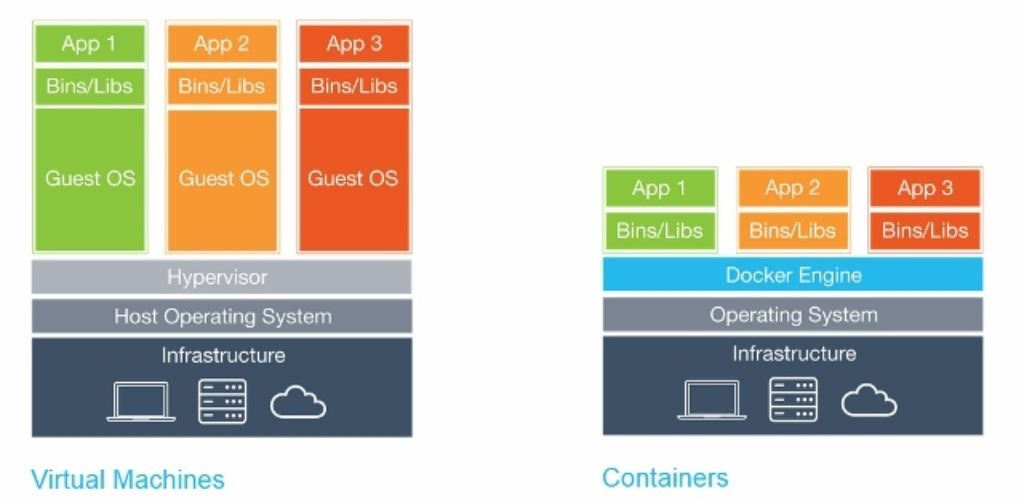 App 1
App 2
App 3
Bins/Libs
Bins/Libs
Bins/Libs
Guest OS
Guest OS
Guest OS
Hypervisor
Host Operating System
Infrastructure
Virtual Machines
App 1
App 2
App 3
Bins/Libs
Bins/Libs
Bins/Libs
Docker Engine
Operating System
Infrastructure
Containers